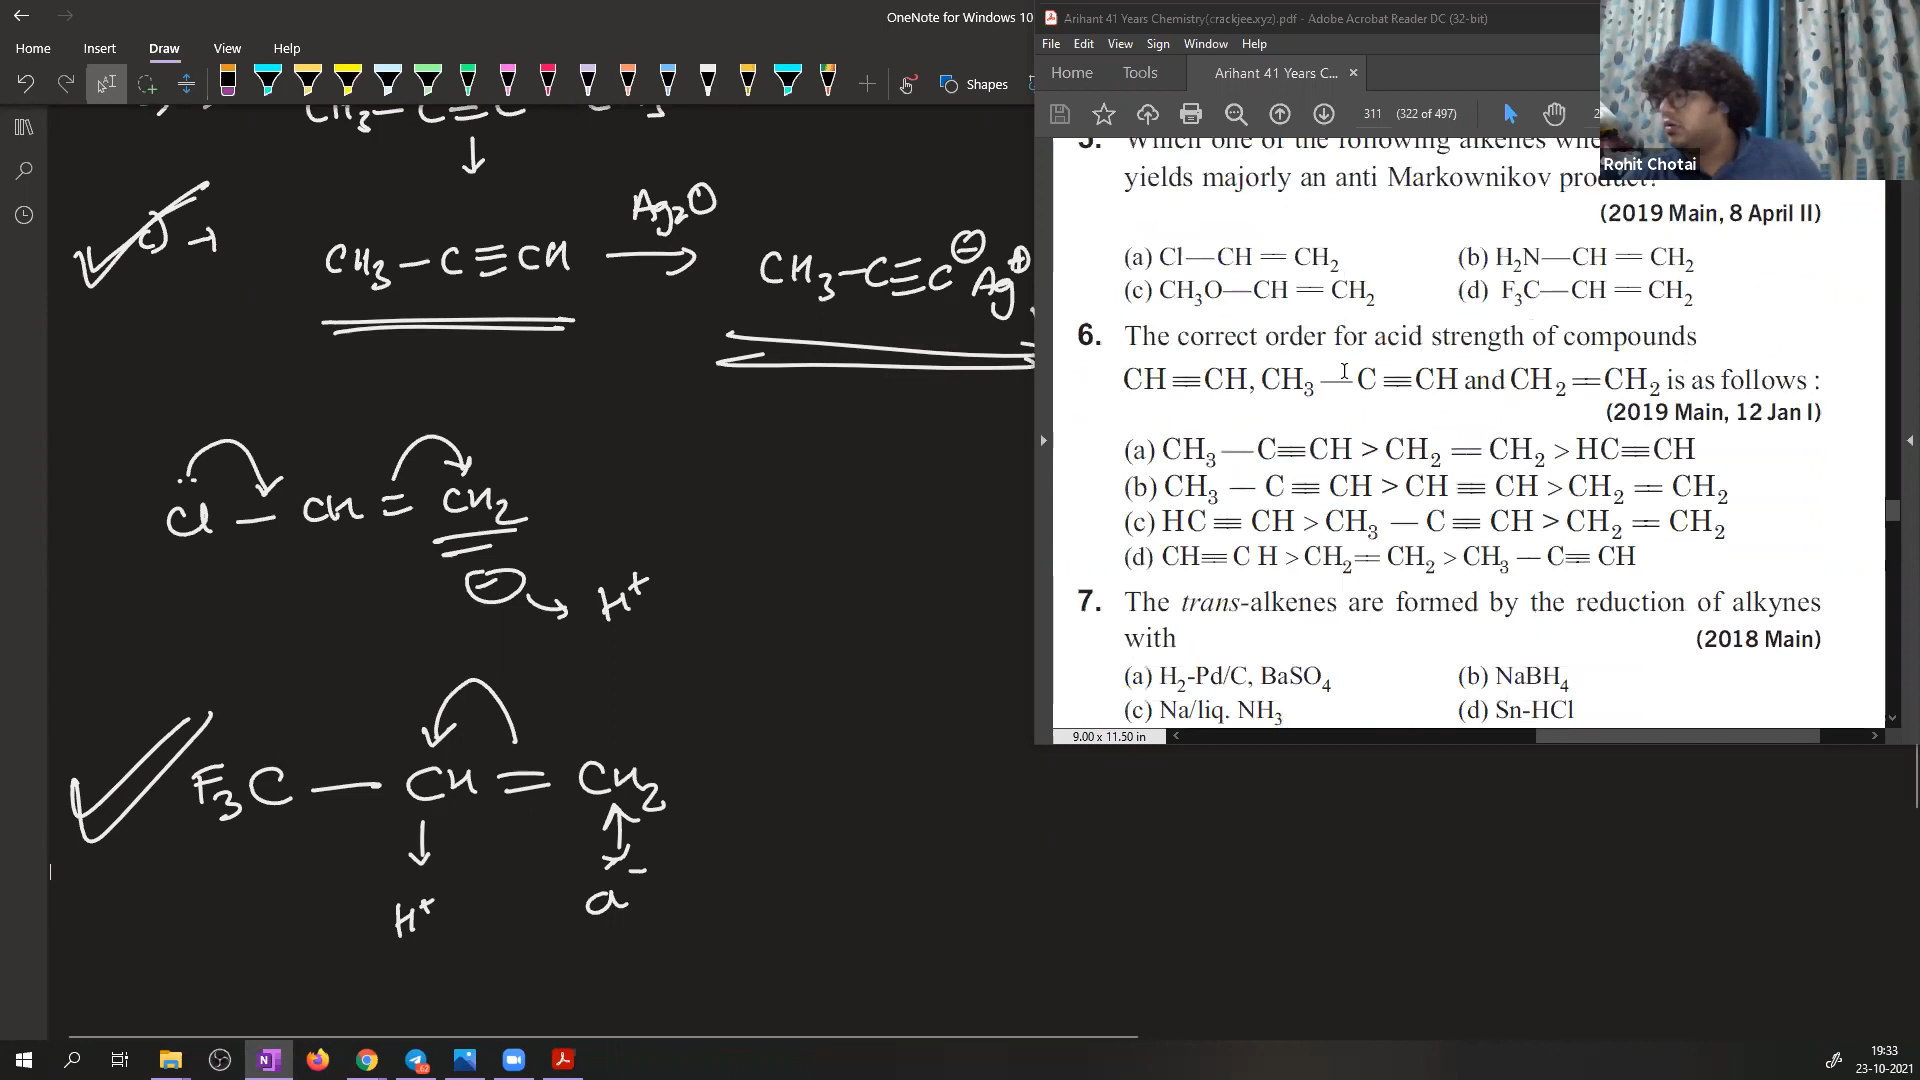 OneNote for Windows 10
Home Insert Draw View Help
Shapes
CH3—C≡C
Ag2O
c) →
CH3—C≡CH ⟶ CH3—C≡C⊖ Ag⊕
C̈l—CH=CH2
⊖ → H+
F3C—CH=CH2
H+
Arihant 41 Years Chemistry(crackjee.xyz).pdf - Adobe Acrobat Reader DC (32-bit)
File Edit View Sign Window Help
Home Tools Arihant 41 Years C... ×
311 (322 of 497)
Rohit Chotai
5. Which one of the following alkenes
yields majorly an anti Markownikov product?
(2019 Main, 8 April II)
(a) Cl—CH=CH2 (b) H2N—CH=CH2
(c) CH3O—CH=CH2 (d) F3C—CH=CH2
6. The correct order for acid strength of compounds
CH≡CH, CH3—C≡CH and CH2=CH2 is as follows :
(2019 Main, 12 Jan I)
(a) CH3—C≡CH > CH2=CH2 > HC≡CH
(b) CH3—C≡CH > CH≡CH > CH2=CH2
(c) HC≡CH > CH3—C≡CH > CH2=CH2
(d) CH≡C H > CH2=CH2 > CH3—C≡CH
7. The trans-alkenes are formed by the reduction of alkynes
with (2018 Main)
(a) H2-Pd/C, BaSO4 (b) NaBH4
(c) Na/liq. NH3 (d) Sn-HCl
9.00 x 11.50 in
19:33
23-10-2021